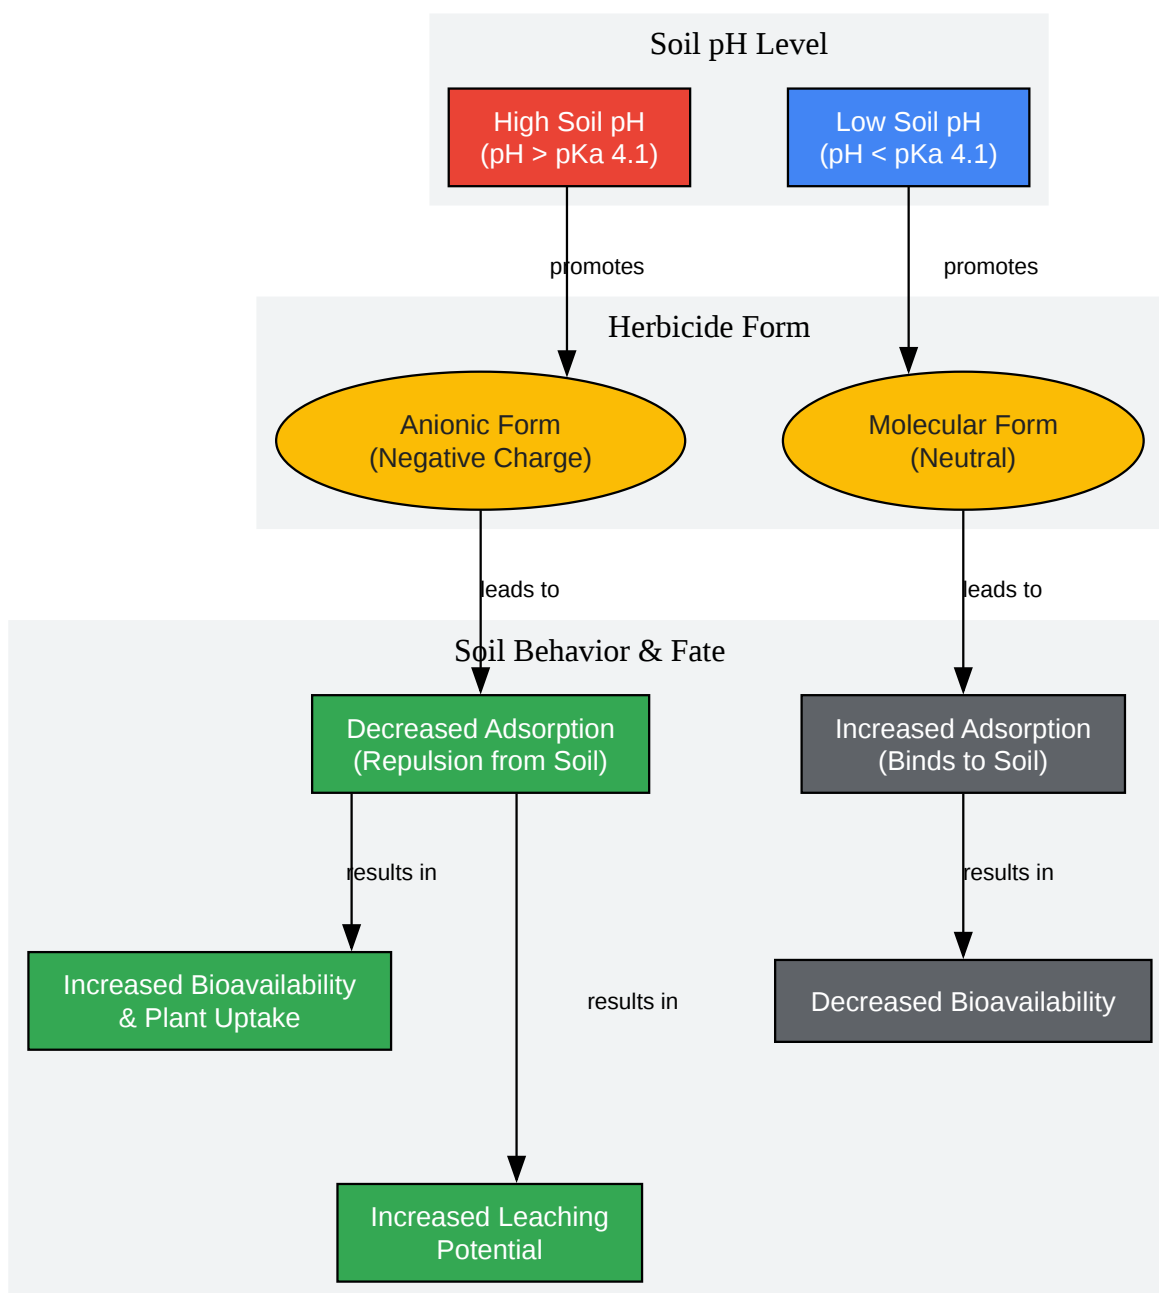 Soil pH Level
High Soil pH
(pH > pKa 4.1)
Low Soil pH
(pH < pKa 4.1)
promotes
promotes
Herbicide Form
Anionic Form
(Negative Charge)
Molecular Form
(Neutral)
leads to
leads to
Soil Behavior & Fate
Decreased Adsorption
(Repulsion from Soil)
Increased Adsorption
(Binds to Soil)
results in
results in
Increased Bioavailability
& Plant Uptake
results in
Decreased Bioavailability
Increased Leaching
Potential